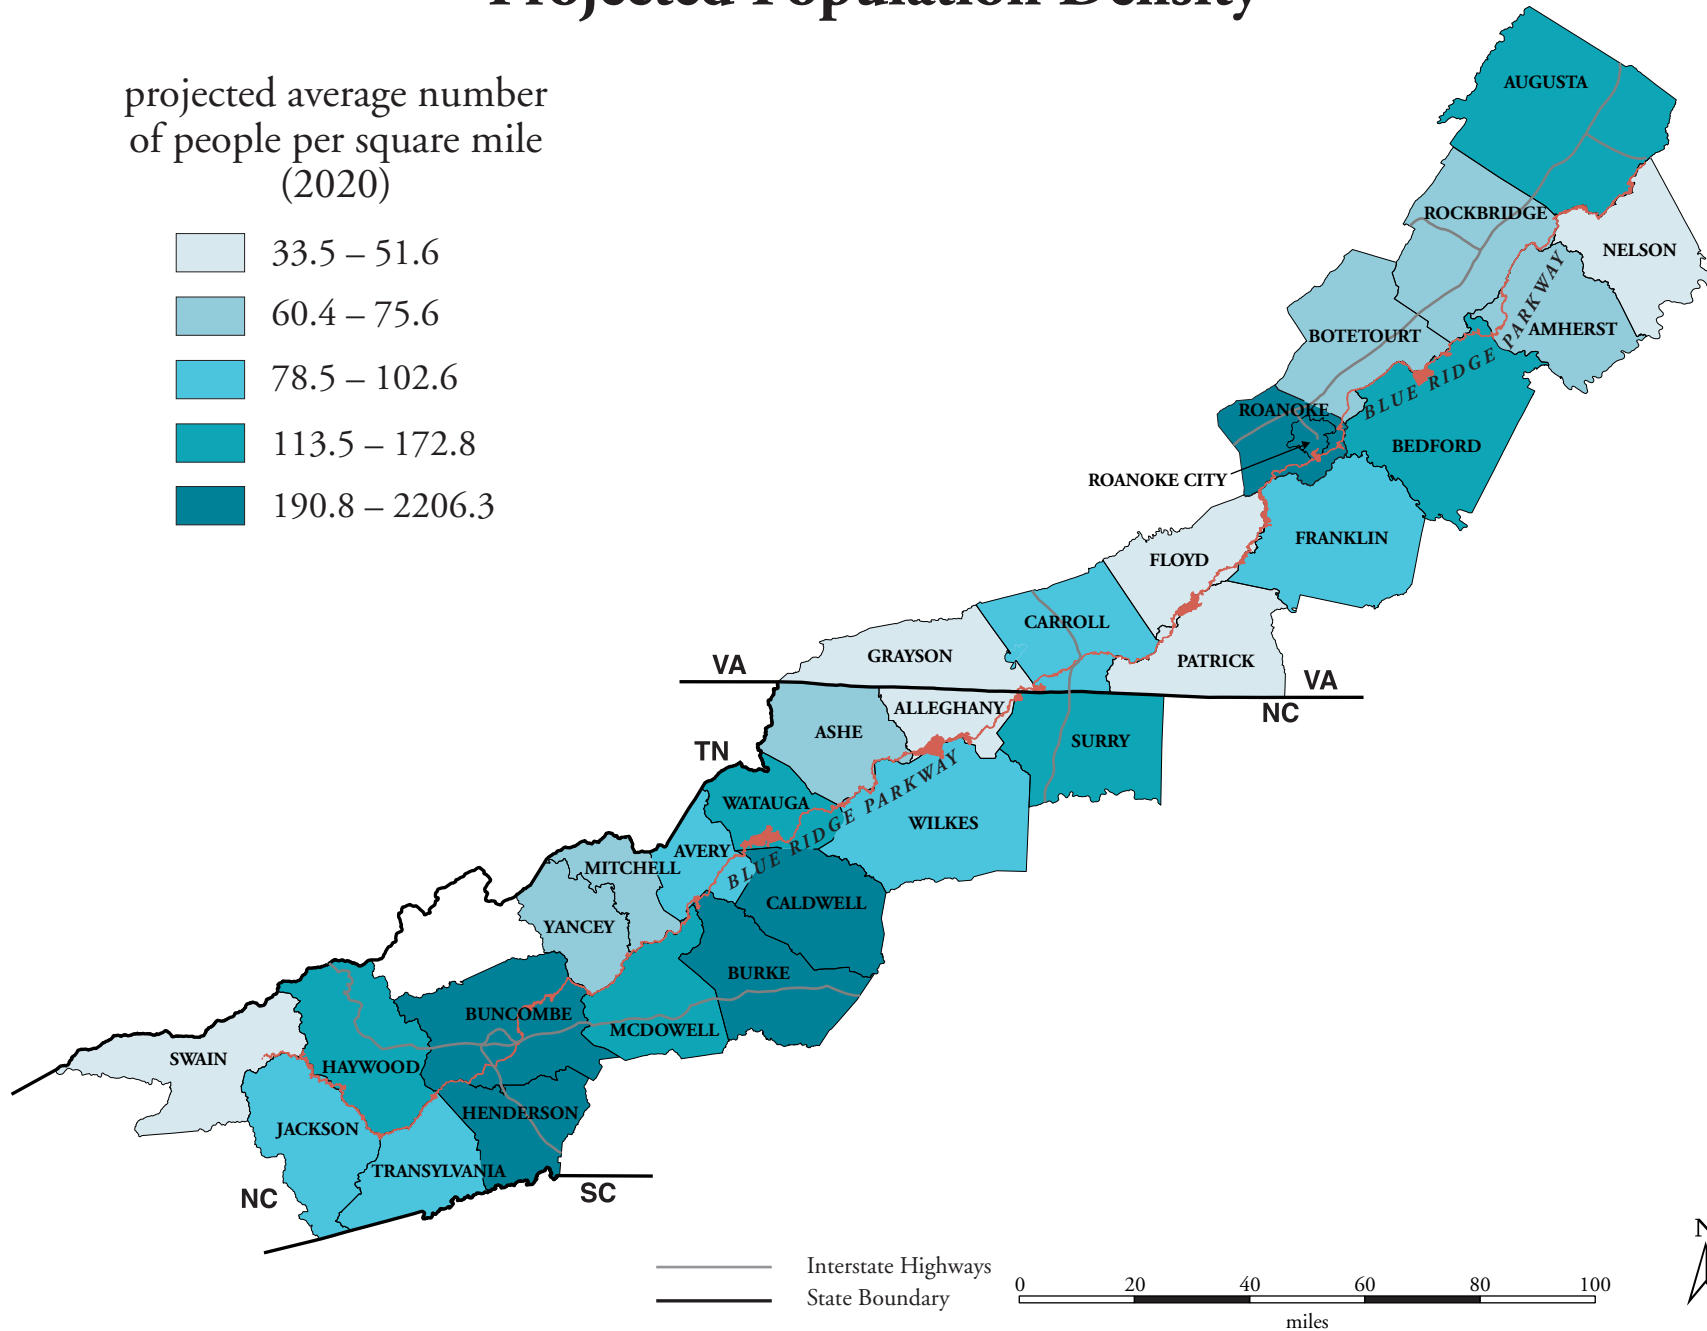 Projected Population Density
projected average number
of people per square mile
(2020)
33.5 – 51.6
60.4 – 75.6
78.5 – 102.6
113.5 – 172.8
190.8 – 2206.3
AUGUSTA
ROCKBRIDGE
NELSON
AMHERST
BOTETOURT
BLUE RIDGE PARKWAY
ROANOKE
BEDFORD
ROANOKE CITY
FRANKLIN
FLOYD
CARROLL
GRAYSON
PATRICK
VA
VA
NC
ALLEGHANY
ASHE
SURRY
TN
WATAUGA
WILKES
BLUE RIDGE PARKWAY
AVERY
MITCHELL
CALDWELL
YANCEY
BURKE
BUNCOMBE
MCDOWELL
SWAIN
HAYWOOD
HENDERSON
JACKSON
TRANSYLVANIA
NC
SC
N
Interstate Highways
State Boundary
0 20 40 60 80 100
miles